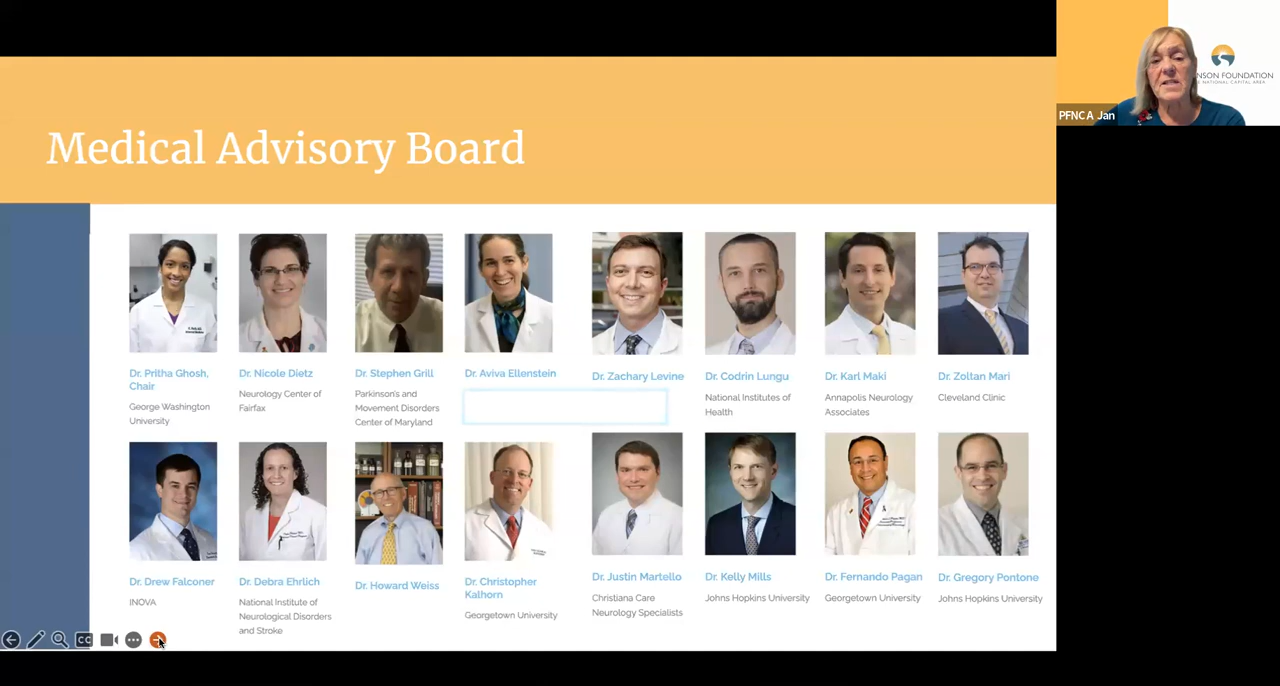 Medical Advisory Board
NSON FOUNDATION
NATIONAL CAPITAL AREA
PFNCA Jan
Dr. Pritha Ghosh,
Chair
George Washington
University
Dr. Nicole Dietz
Neurology Center of
Fairfax
Dr. Stephen Grill
Parkinson's and
Movement Disorders
Center of Maryland
Dr. Aviva Ellenstein
Dr. Zachary Levine
Dr. Codrin Lungu
National Institutes of
Health
Dr. Karl Maki
Annapolis Neurology
Associates
Dr. Zoltan Mari
Cleveland Clinic
Dr. Drew Falconer
INOVA
Dr. Debra Ehrlich
National Institute of
Neurological Disorders
and Stroke
Dr. Howard Weiss
Dr. Christopher
Kalhorn
Georgetown University
Dr. Justin Martello
Christiana Care
Neurology Specialists
Dr. Kelly Mills
Johns Hopkins University
Dr. Fernando Pagan
Georgetown University
Dr. Gregory Pontone
Johns Hopkins University
CC